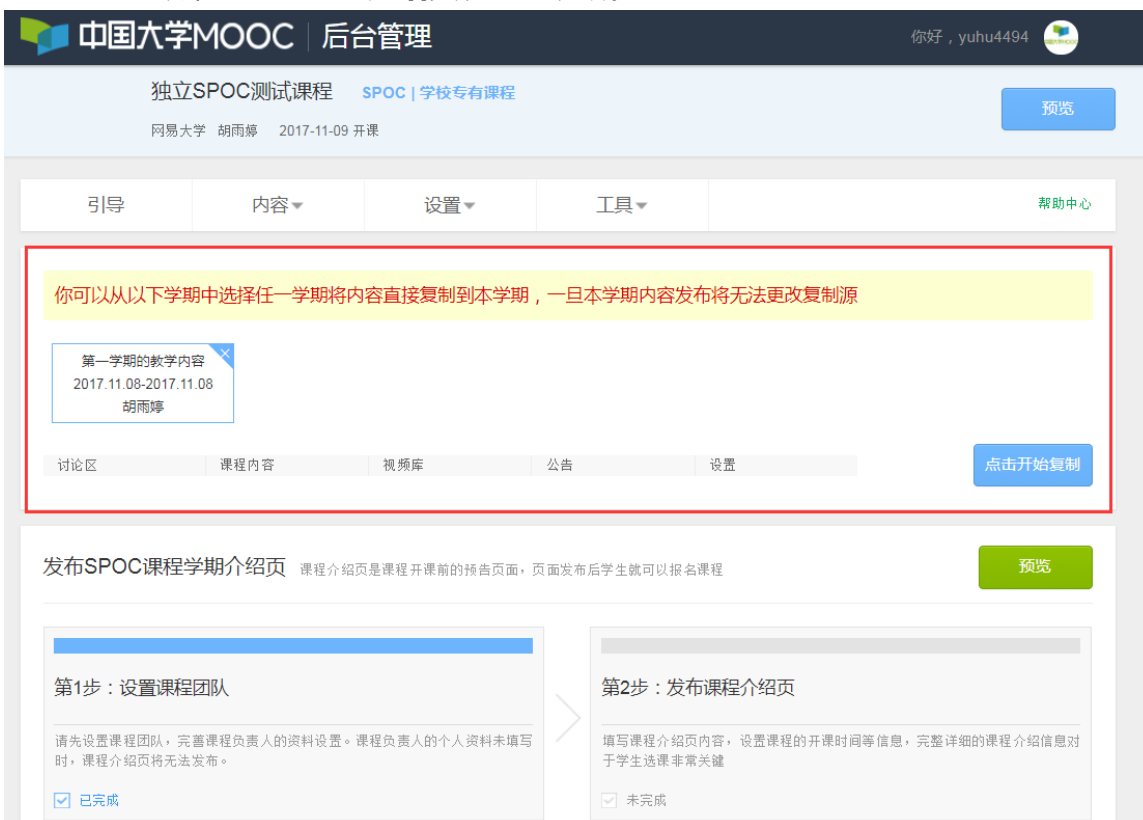 中国大学MOOC 后台管理
你好，yuhu4494
独立SPOC测试课程 SPOC | 学校专有课程
预览
网易大学 胡雨婷 2017-11-09 开课
引导 内容 设置 工具 帮助中心
你可以从以下学期中选择任一学期将内容直接复制到本学期，一旦本学期内容发布将无法更改复制源
第一学期的教学内容
2017.11.08-2017.11.08
胡雨婷
讨论区 课程内容 视频库 公告 设置
点击开始复制
发布SPOC课程学期介绍页 课程介绍页是课程开课前的预告页面，页面发布后学生就可以报名课程
预览
第1步：设置课程团队
请先设置课程团队，完善课程负责人的资料设置。课程负责人的个人资料未填写
时，课程介绍页将无法发布。
已完成
第2步：发布课程介绍页
填写课程介绍页内容，设置课程的开课时间等信息，完整详细的课程介绍信息对
于学生选课非常关键
未完成